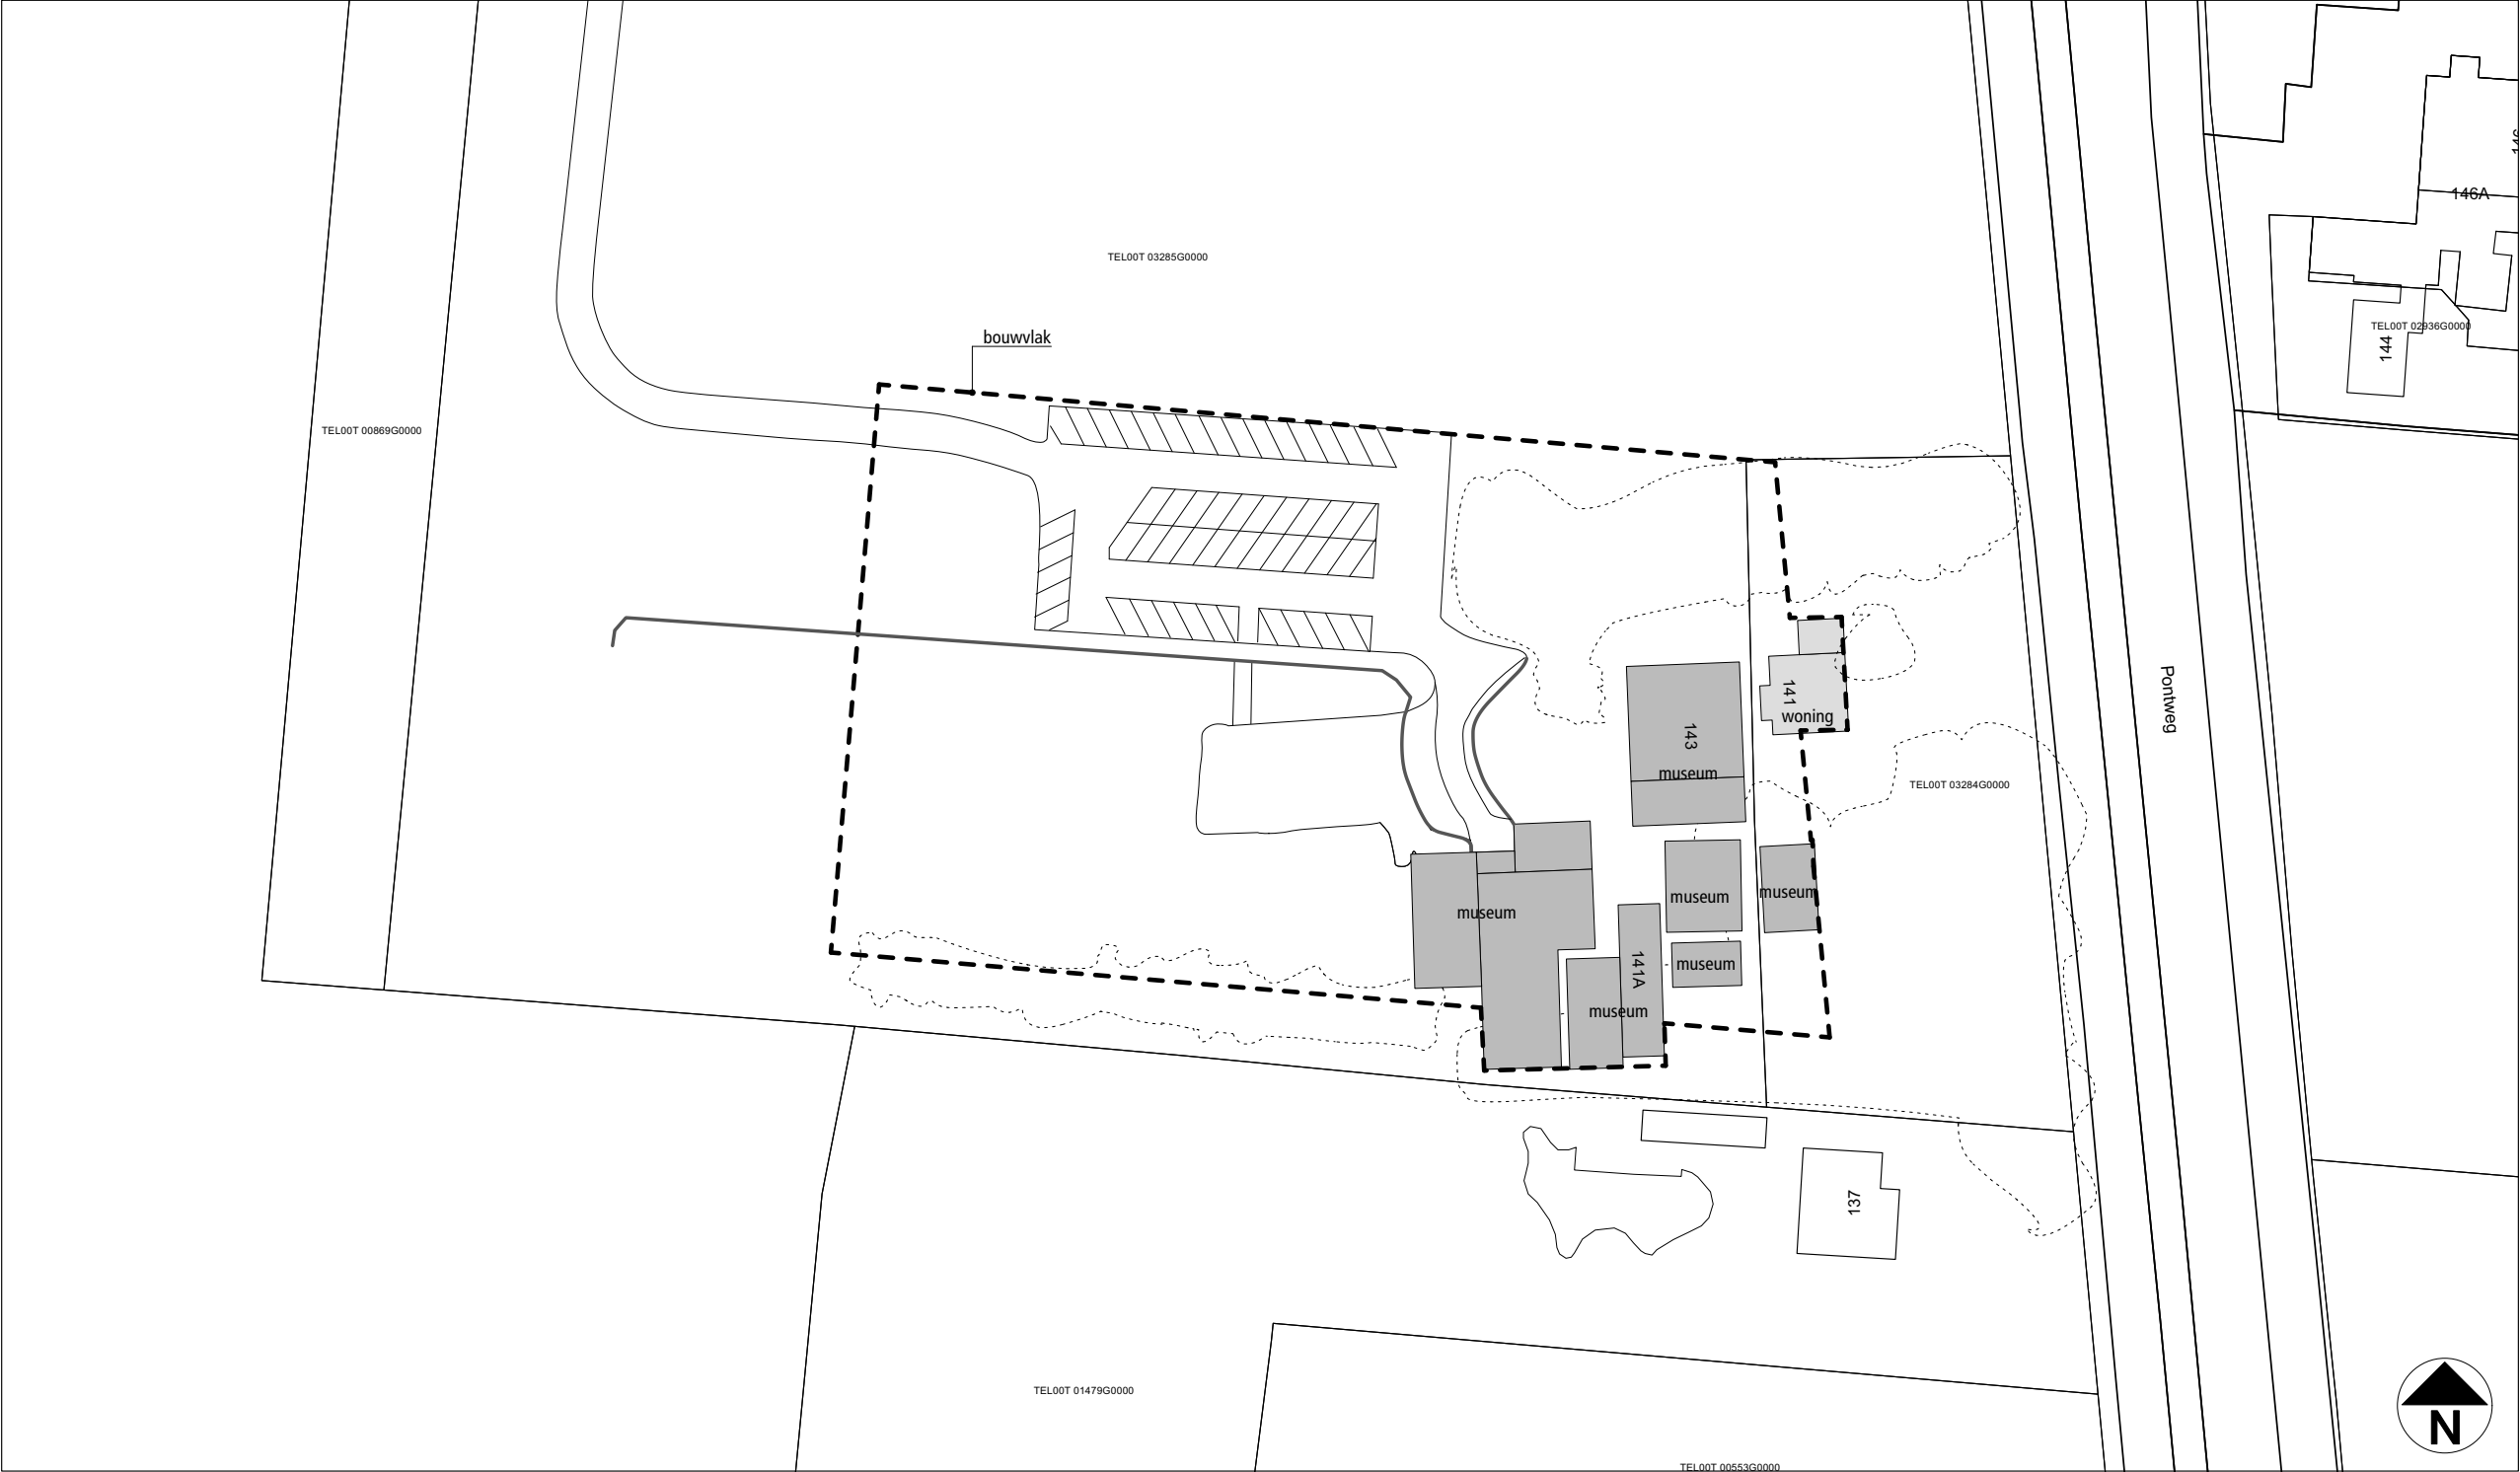 146
146A
TEL00T 03285G0000
TEL00T 02936G0000
bouwvlak
144
TEL00T 00869G0000
141
woning
Pontweg
143
museum
TEL00T 03284G0000
museum
museum
museum
141A
museum
museum
137
TEL00T 01479G0000
N
TEL00T 00553G0000